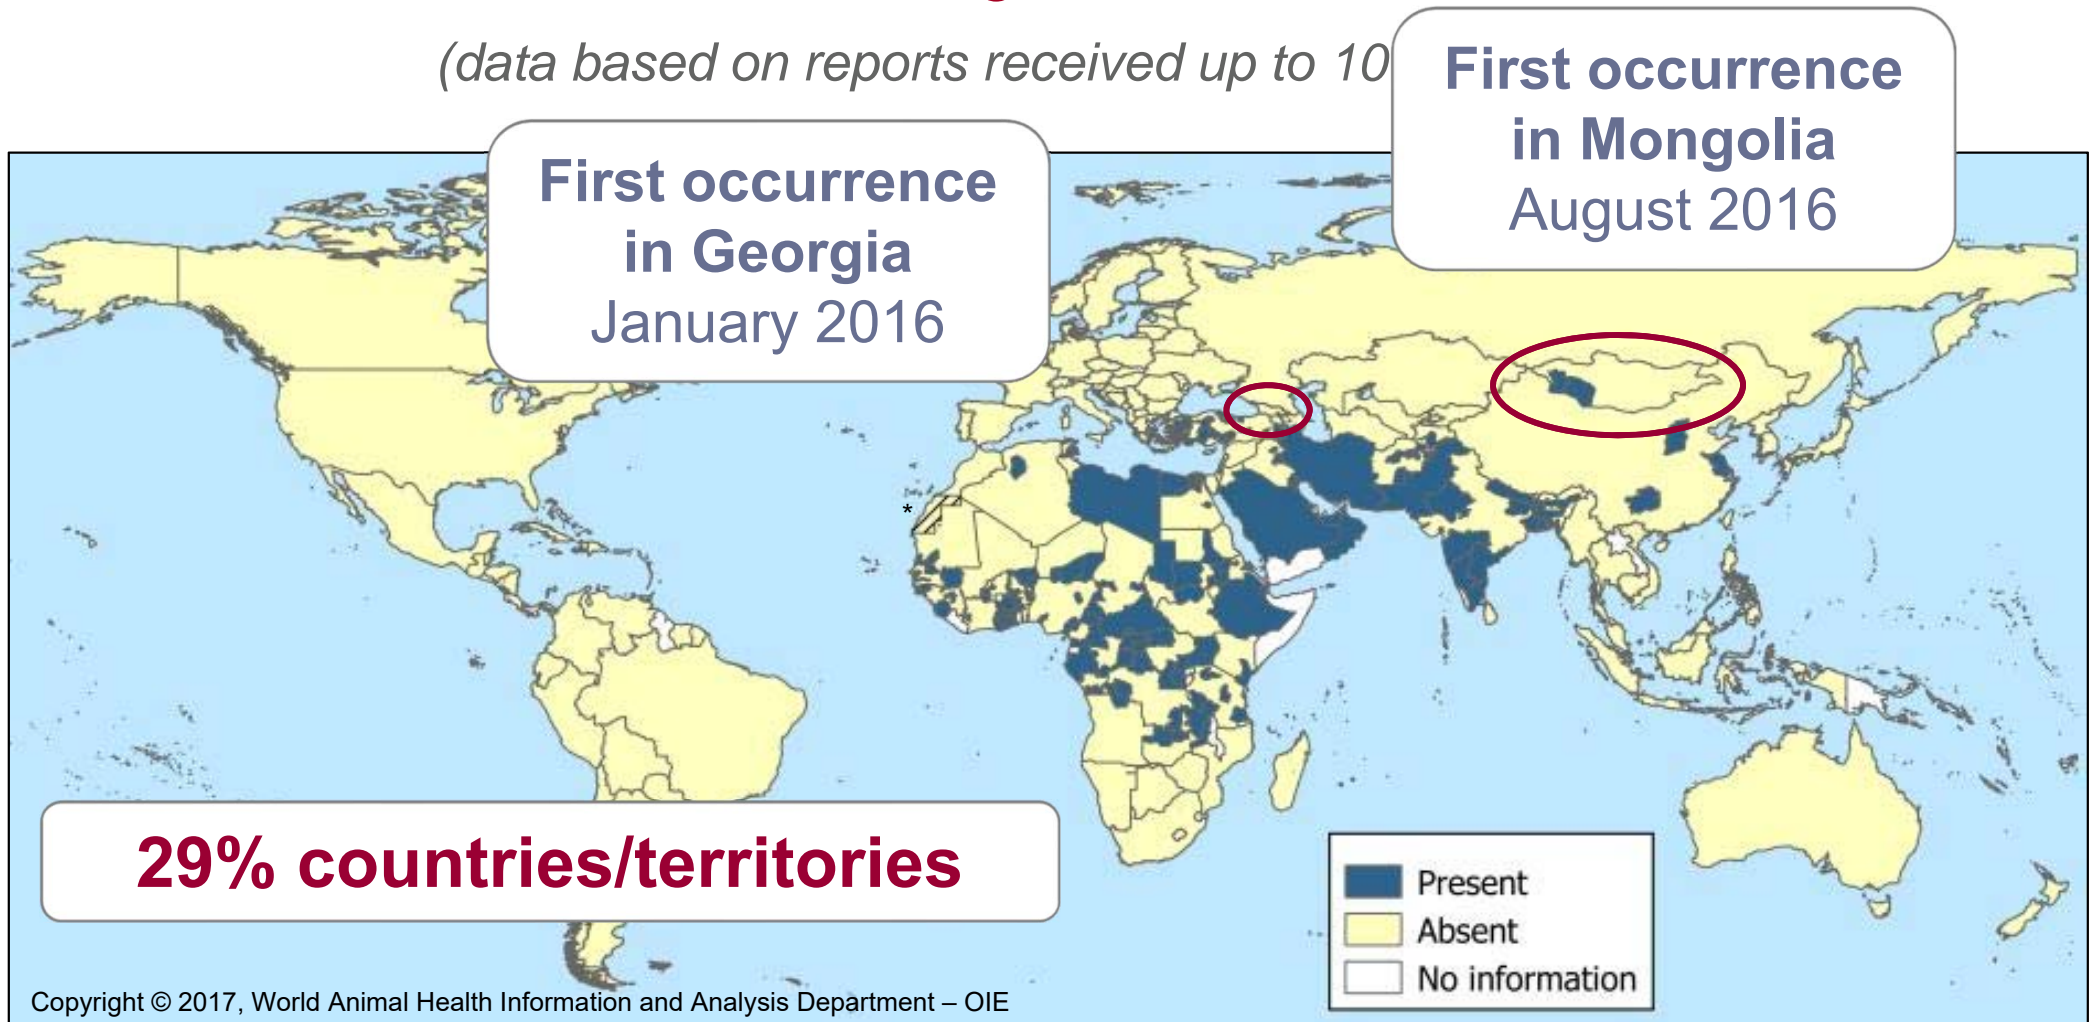 (data based on reports received up to 10
First occurrence
in Mongolia
August 2016
First occurrence
in Georgia
January 2016
*
29% countries/territories
Present
Absent
No information
Copyright © 2017, World Animal Health Information and Analysis Department – OIE